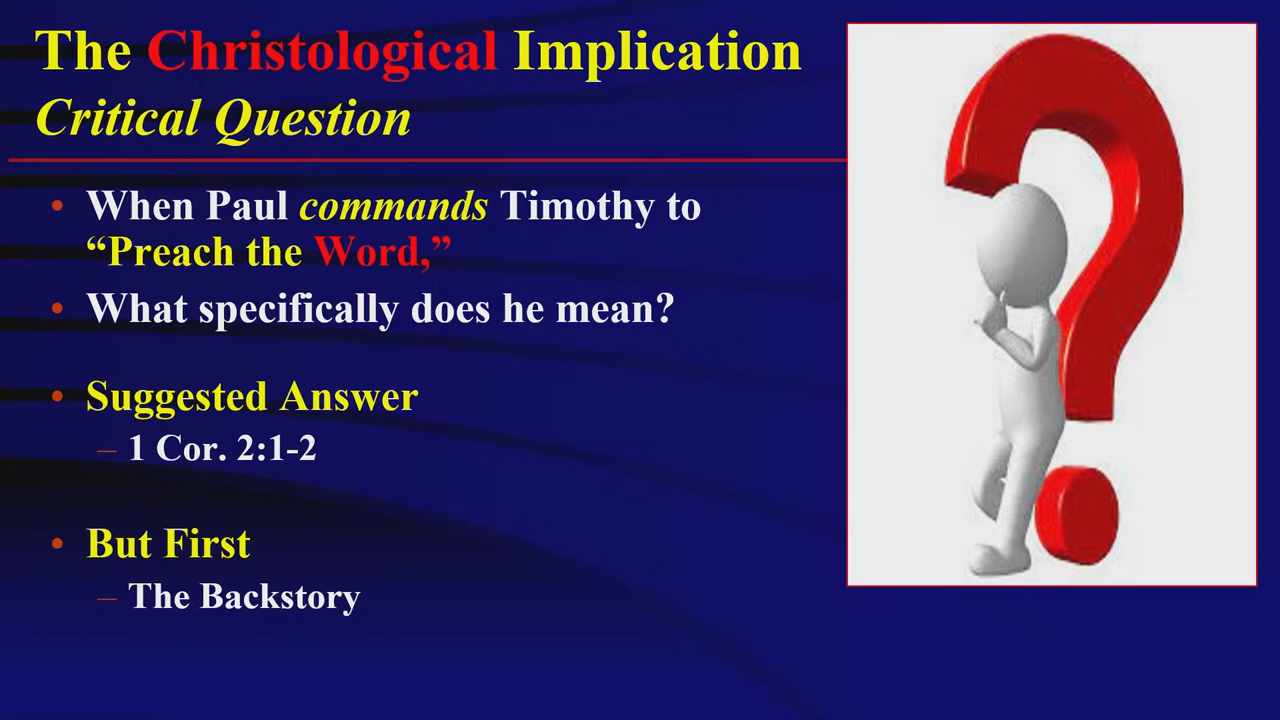 The Christological Implication
Critical Question
• When Paul commands Timothy to
“Preach the Word,”
• What specifically does he mean?
• Suggested Answer
– 1 Cor. 2:1-2
• But First
– The Backstory